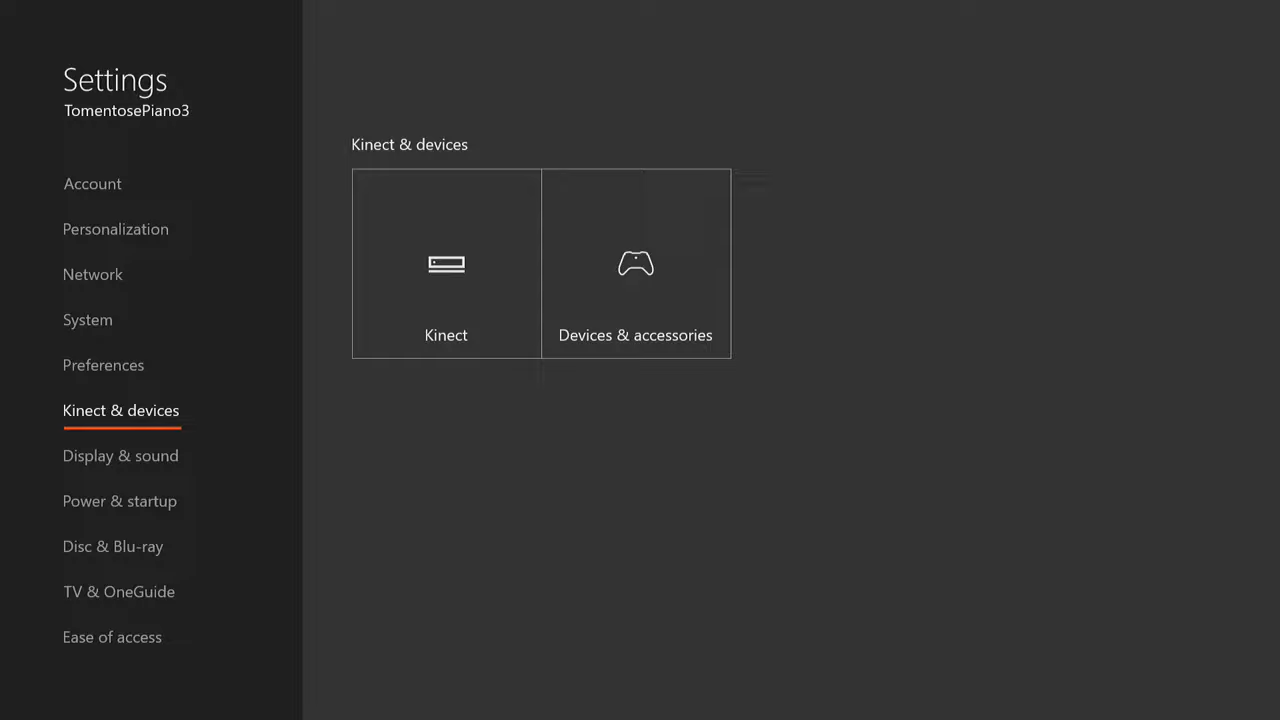 Settings
TomentosePiano3
Account
Personalization
Network
System
Preferences
Kinect & devices
Display & sound
Power & startup
Disc & Blu-ray
TV & OneGuide
Ease of access
Kinect & devices
Kinect
Devices & accessories